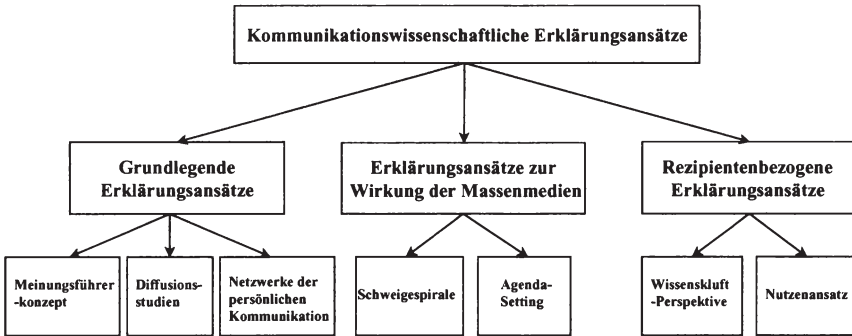 Kommunikationswissenschaftliche Erklärungsansätze
Grundlegende
Erklärungsansätze
Erklärungsansätze zur
Wirkung der Massenmedien
Rezipientenbezogene
Erklärungsansätze
Meinungsführer
-konzept
Diffusions-
studien
Netzwerke der
persönlichen
Kommunikation
Schweigespirale
Agenda-
Setting
Wissenskluft
-Perspektive
Nutzenansatz